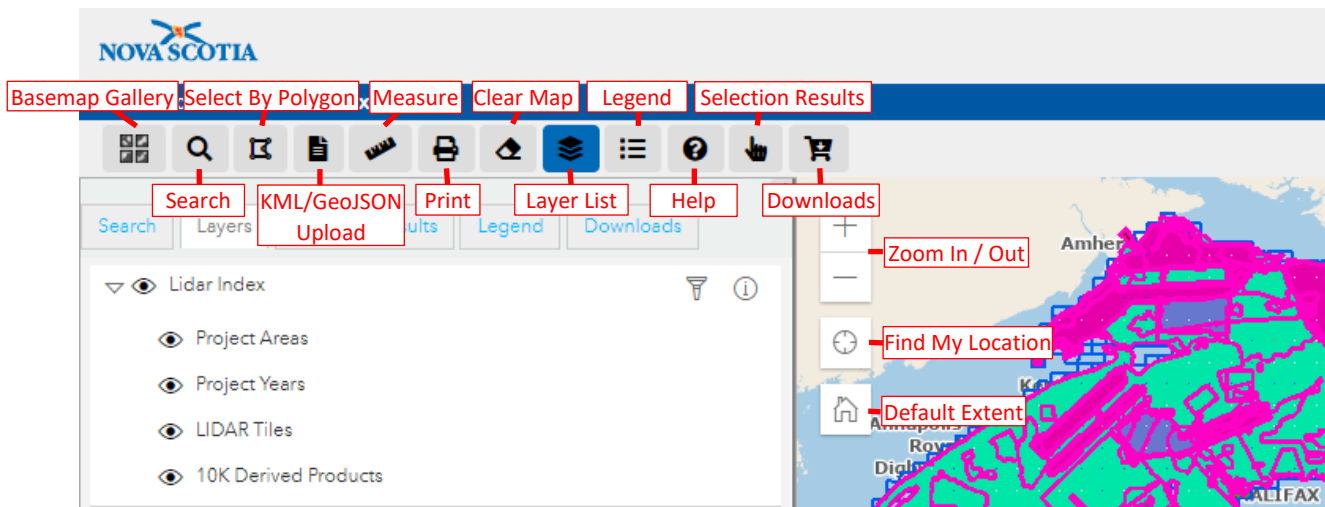 NOVA SCOTIA
Basemap Gallery
Select By Polygon
Measure
Clear Map
Legend
Selection Results
Search
KML/GeoJSON
Upload
Print
Layer List
Help
Downloads
Search
Layers
Legend
Downloads
Lidar Index
Project Areas
Project Years
LIDAR Tiles
10K Derived Products
Zoom In / Out
Find My Location
Default Extent